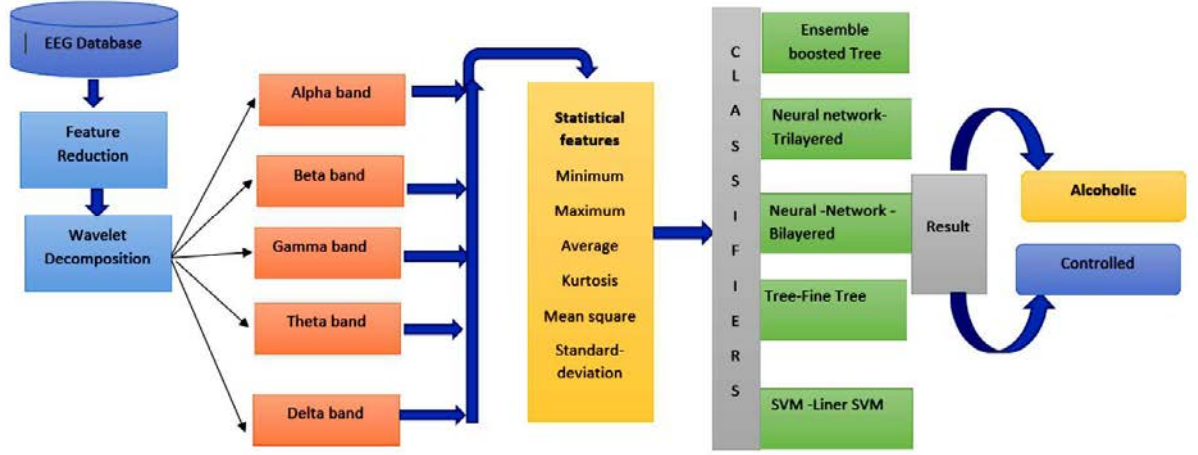 EEG Database
Feature
Reduction
Wavelet
Decomposition
Alpha band
Beta band
Gamma band
Theta band
Delta band
Statistical
features
Minimum
Maximum
Average
Kurtosis
Mean square
Standard-
deviation
C
L
A
S
S
I
F
I
E
R
S
Ensemble
boosted Tree
Neural network-
Trilayered
Neural -Network -
Bilayered
Tree-Fine Tree
SVM -Liner SVM
Result
Alcoholic
Controlled